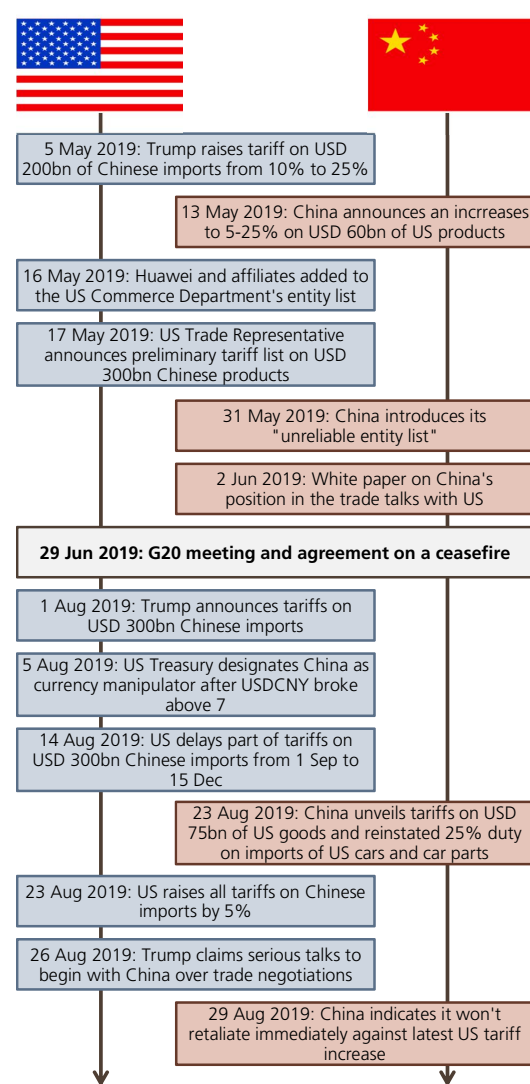 5 May 2019: Trump raises tariff on USD
200bn of Chinese imports from 10% to 25%
13 May 2019: China announces an incrreases
to 5-25% on USD 60bn of US products
16 May 2019: Huawei and affiliates added to
the US Commerce Department's entity list
17 May 2019: US Trade Representative
announces preliminary tariff list on USD
300bn Chinese products
31 May 2019: China introduces its
"unreliable entity list"
2 Jun 2019: White paper on China's
position in the trade talks with US
29 Jun 2019: G20 meeting and agreement on a ceasefire
1 Aug 2019: Trump announces tariffs on
USD 300bn Chinese imports
5 Aug 2019: US Treasury designates China as
currency manipulator after USDCNY broke
above 7
14 Aug 2019: US delays part of tariffs on
USD 300bn Chinese imports from 1 Sep to
15 Dec
23 Aug 2019: China unveils tariffs on USD
75bn of US goods and reinstated 25% duty
on imports of US cars and car parts
23 Aug 2019: US raises all tariffs on Chinese
imports by 5%
26 Aug 2019: Trump claims serious talks to
begin with China over trade negotiations
29 Aug 2019: China indicates it won't
retaliate immediately against latest US tariff
increase